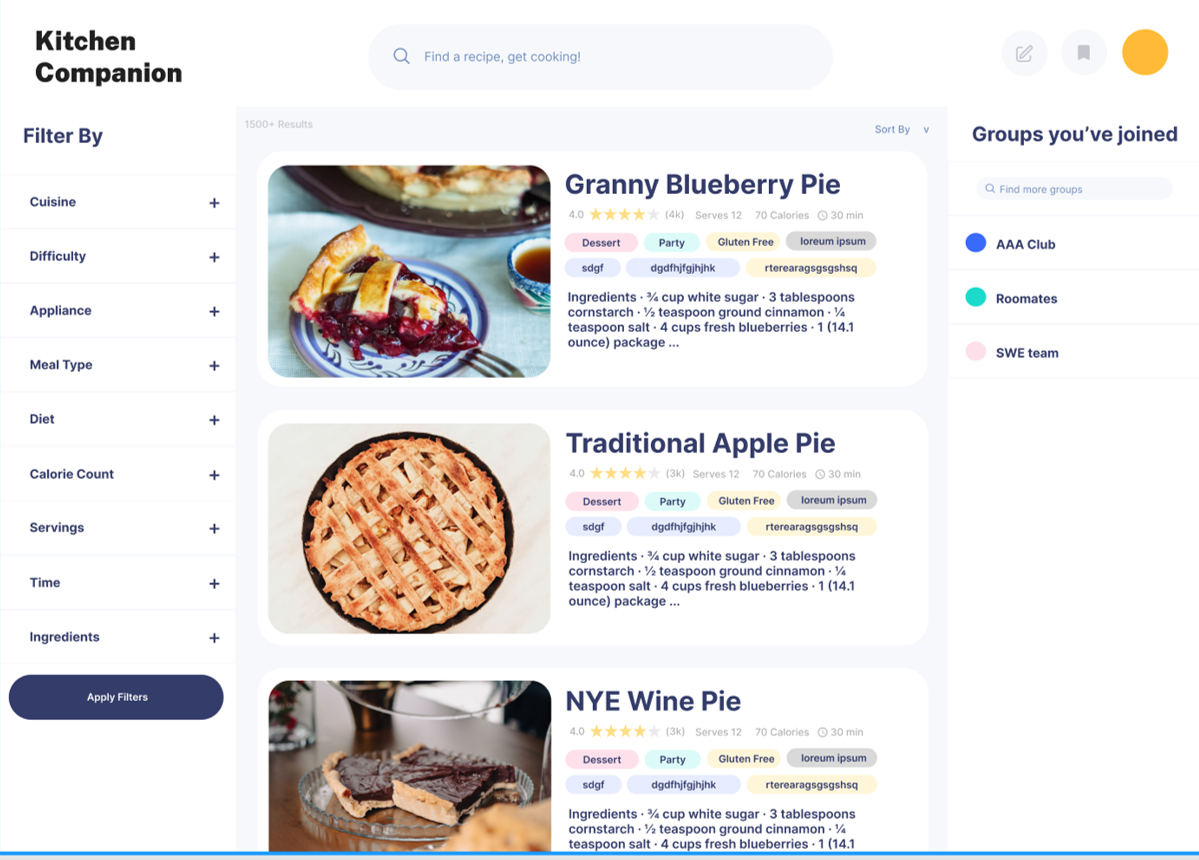 Kitchen
Companion
Find a recipe, get cooking!
Filter By
Cuisine +
Difficulty +
Appliance +
Meal Type +
Diet +
Calorie Count +
Servings +
Time +
Ingredients +
Apply Filters
1500+ Results
Sort By v
Granny Blueberry Pie
4.0 (4k) Serves 12 70 Calories 30 min
Dessert Party Gluten Free loreum ipsum
sdgf dgdfhjfgjhjhk rterearagsgsgshsq
Ingredients · ¾ cup white sugar · 3 tablespoons
cornstarch · ½ teaspoon ground cinnamon · ¼
teaspoon salt · 4 cups fresh blueberries · 1 (14.1
ounce) package ...
Traditional Apple Pie
4.0 (3k) Serves 12 70 Calories 30 min
Dessert Party Gluten Free loreum ipsum
sdgf dgdfhjfgjhjhk rterearagsgsgshsq
Ingredients · ¾ cup white sugar · 3 tablespoons
cornstarch · ½ teaspoon ground cinnamon · ¼
teaspoon salt · 4 cups fresh blueberries · 1 (14.1
ounce) package ...
NYE Wine Pie
4.0 (3k) Serves 12 70 Calories 30 min
Dessert Party Gluten Free loreum ipsum
sdgf dgdfhjfgjhjhk rterearagsgsgshsq
Ingredients · ¾ cup white sugar · 3 tablespoons
cornstarch · ½ teaspoon ground cinnamon · ¼
teaspoon salt · 4 cups fresh blueberries · 1 (14.1
Groups you've joined
Find more groups
AAA Club
Roomates
SWE team